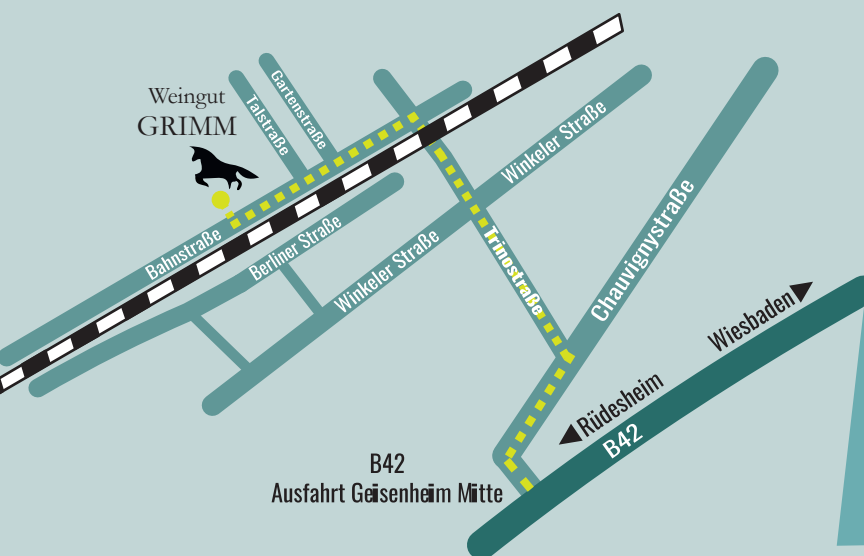 Weingut
GRIMM
Talstraße
Gartenstraße
Bahnstraße
Berliner Straße
Winkeler Straße
Winkeler Straße
Trinostraße
Chauvignystraße
Wiesbaden
Rüdesheim
B42
B42
Ausfahrt Geisenheim Mitte